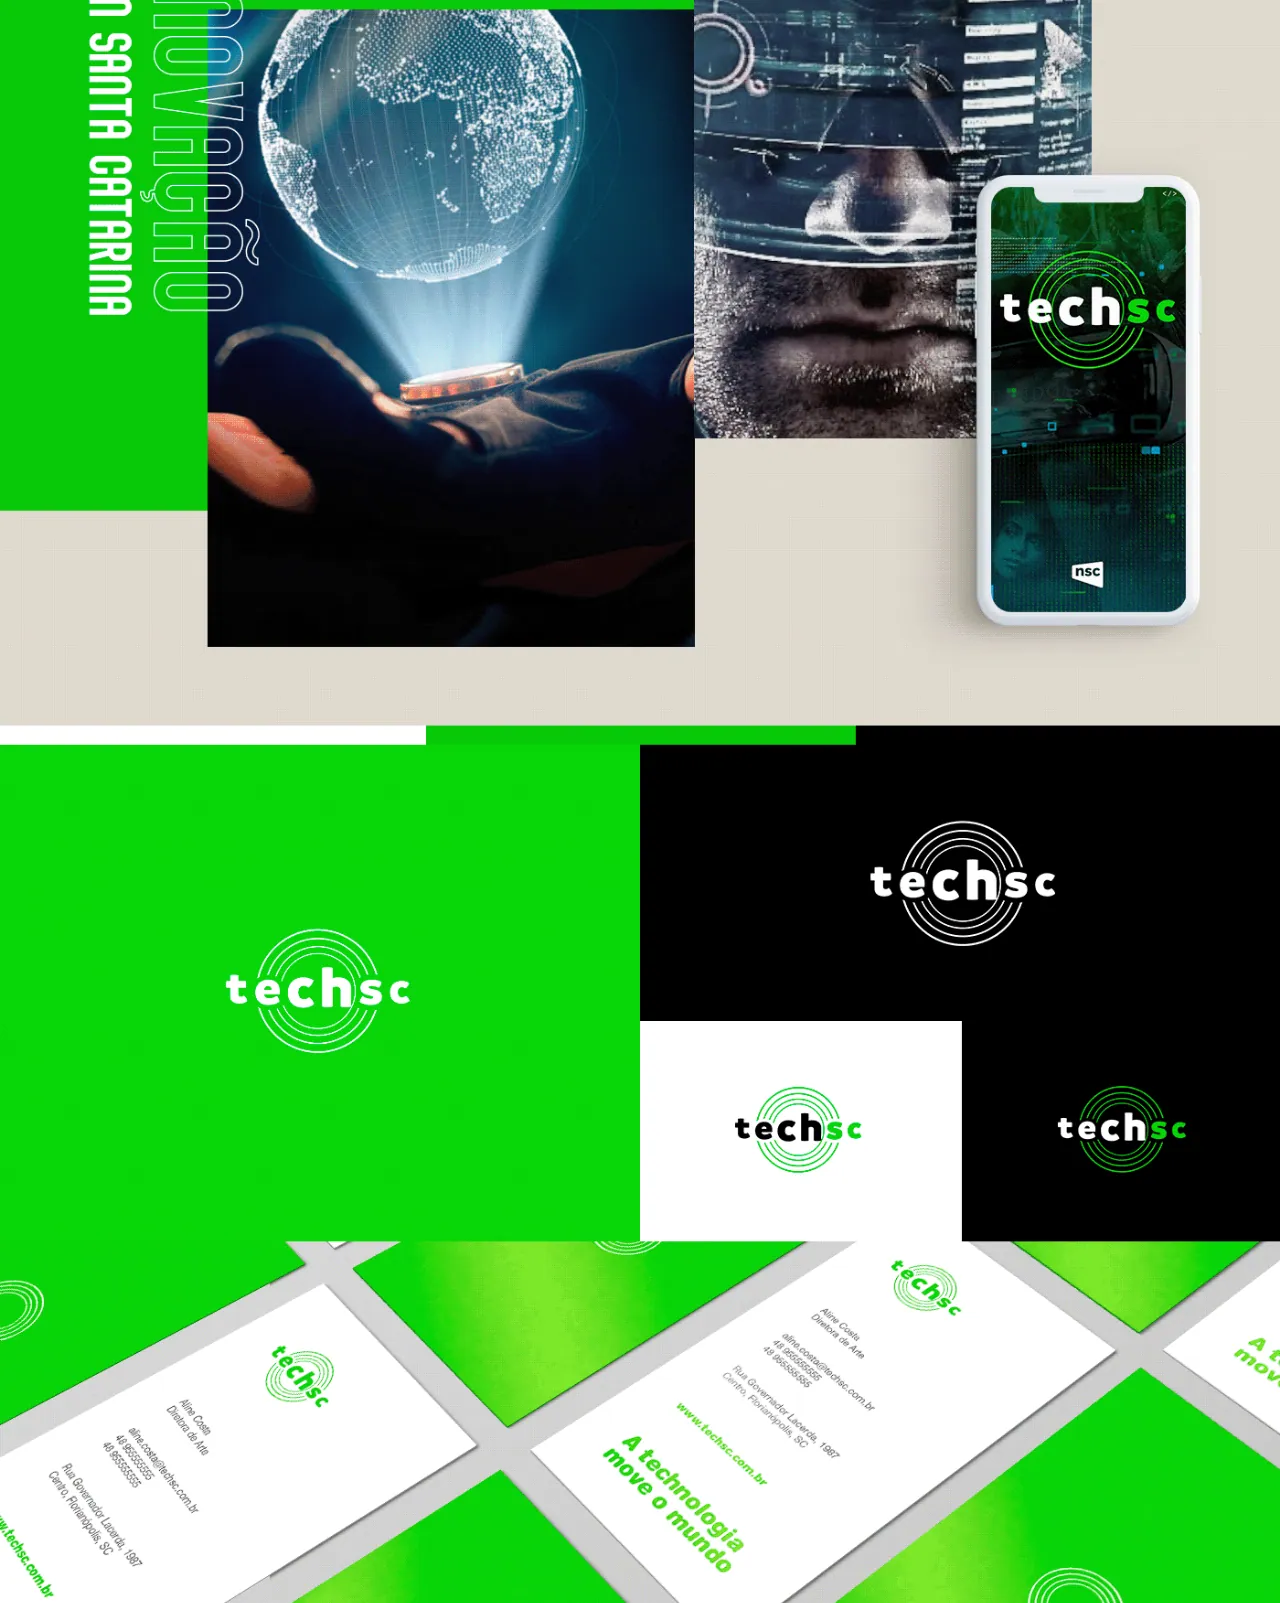 NOVAÇÃO
SANTA CATARINA
</>
techsc
nsc
techsc
techsc
techsc
techsc
techsc
Aline Costa
Diretora de Arte
aline.costa@techsc.com.br
48 955555555
48 955555555
Rua Governador Lacerda, 1987
Centro, Florianópolis, SC
www.techsc.com.br
A technologia
move o mundo
techsc
Aline Costa
Diretora de Arte
aline.costa@techsc.com.br
48 955555555
48 955555555
Rua Governador Lacerda, 1987
Centro, Florianópolis, SC
w.techsc.com.br